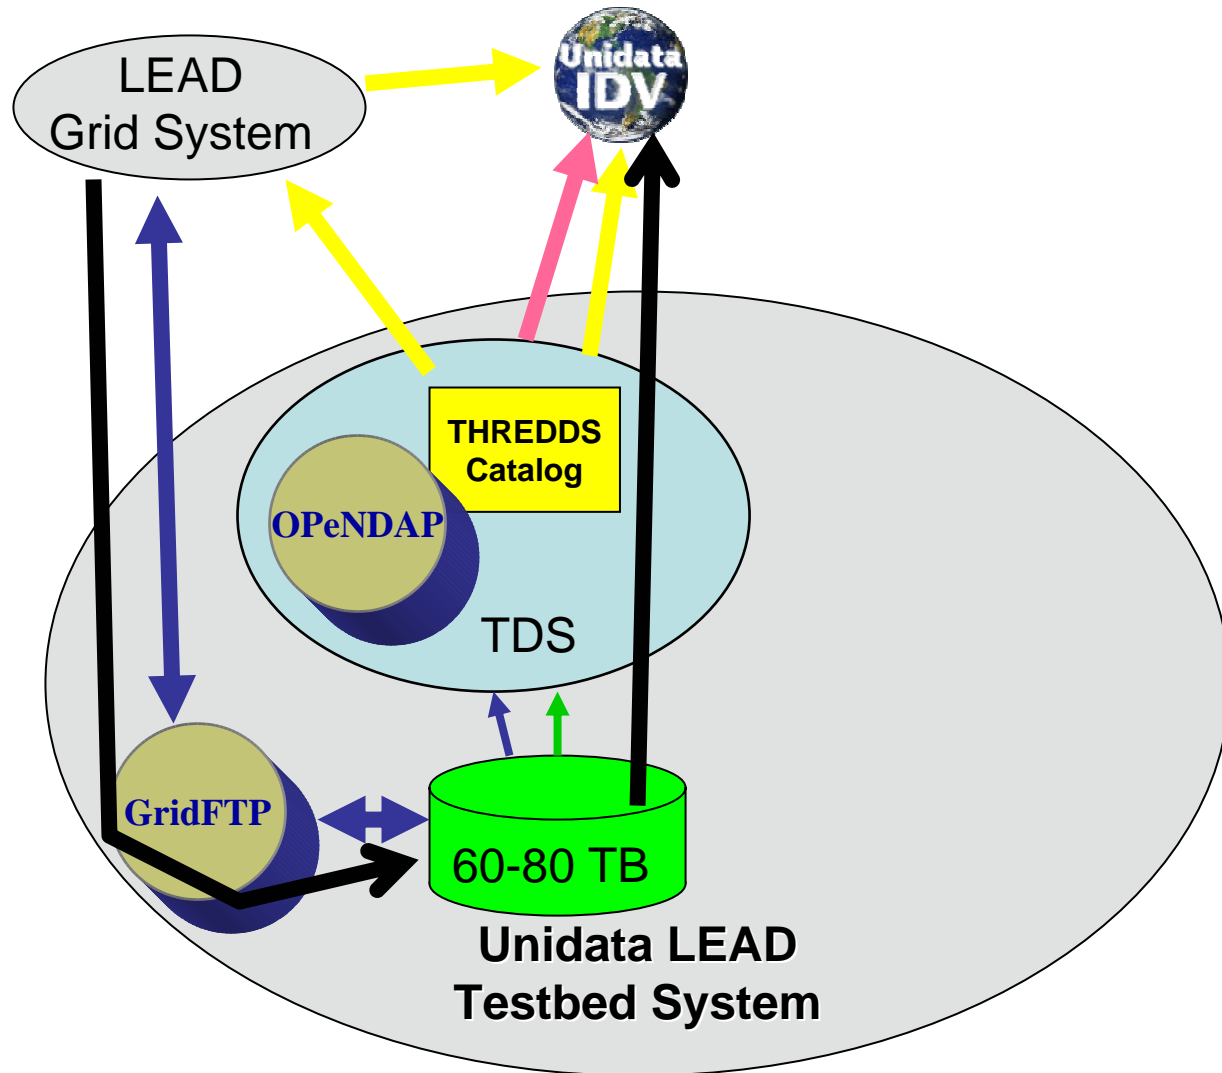 LEAD
Grid System
Unidata
IDV
THREDDS
Catalog
OPeNDAP
TDS
GridFTP
60-80 TB
Unidata LEAD
Testbed System